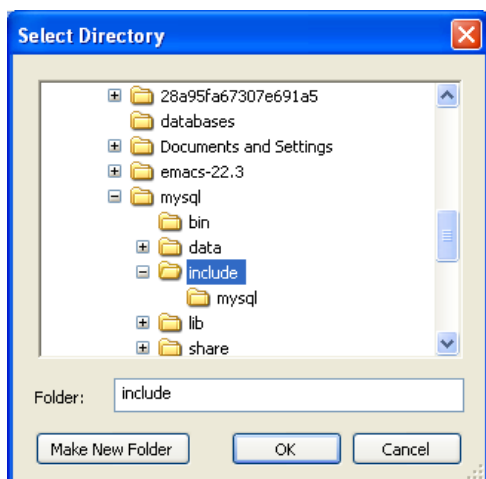 Select Directory
28a95fa67307e691a5
databases
Documents and Settings
emacs-22.3
mysql
bin
data
include
mysql
lib
share
Folder: include
Make New Folder OK Cancel